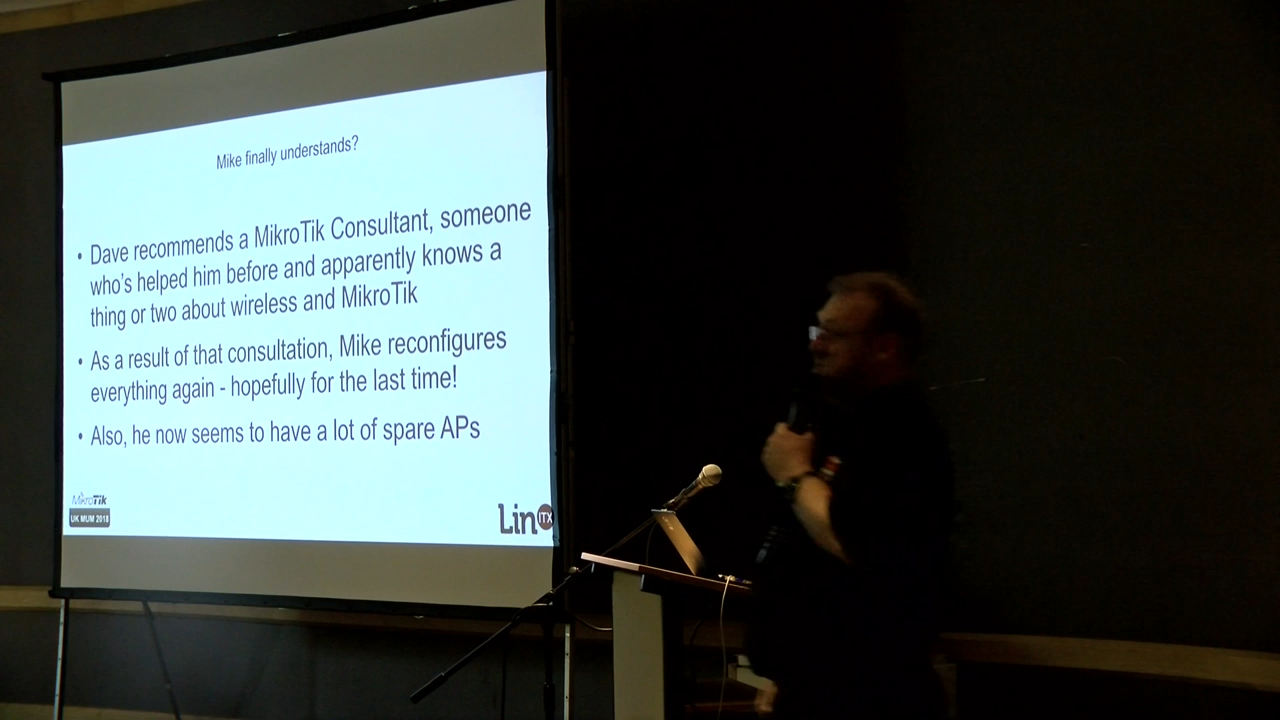 Mike finally understands?
• Dave recommends a MikroTik Consultant, someone
who's helped him before and apparently knows a
thing or two about wireless and MikroTik
• As a result of that consultation, Mike reconfigures
everything again - hopefully for the last time!
• Also, he now seems to have a lot of spare APs
MikroTik
UK MUM 2018
Lin ITX